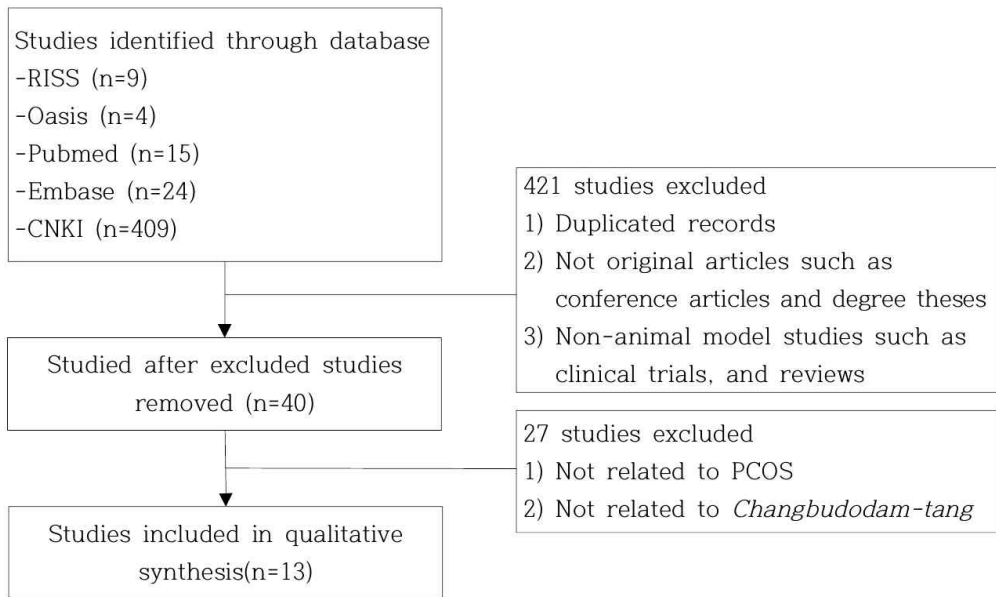 Studies identified through database
-RISS (n=9)
-Oasis (n=4)
-Pubmed (n=15)
-Embase (n=24)
-CNKI (n=409)
421 studies excluded
1) Duplicated records
2) Not original articles such as
conference articles and degree theses
3) Non-animal model studies such as
clinical trials, and reviews
Studied after excluded studies
removed (n=40)
27 studies excluded
1) Not related to PCOS
2) Not related to Changbudodam-tang
Studies included in qualitative
synthesis(n=13)